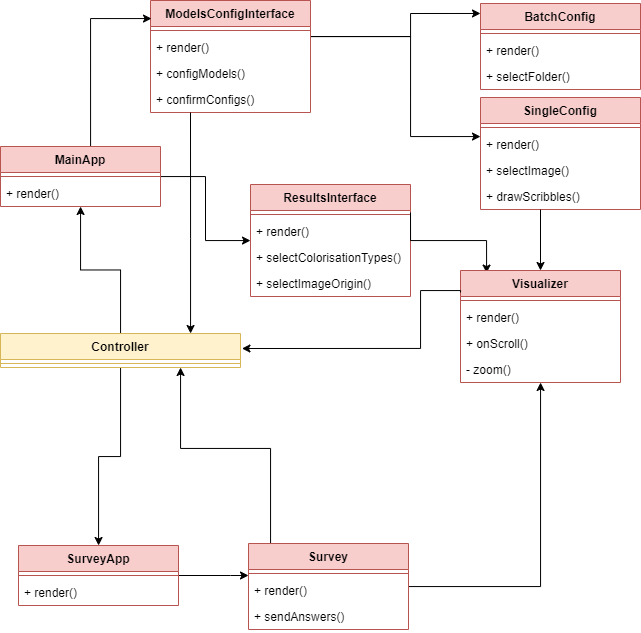 ModelsConfigInterface
+ render()
+ configModels()
+ confirmConfigs()
BatchConfig
+ render()
+ selectFolder()
SingleConfig
+ render()
+ selectImage()
+ drawScribbles()
MainApp
+ render()
ResultsInterface
+ render()
+ selectColorisationTypes()
+ selectImageOrigin()
Visualizer
+ render()
+ onScroll()
- zoom()
Controller
SurveyApp
+ render()
Survey
+ render()
+ sendAnswers()